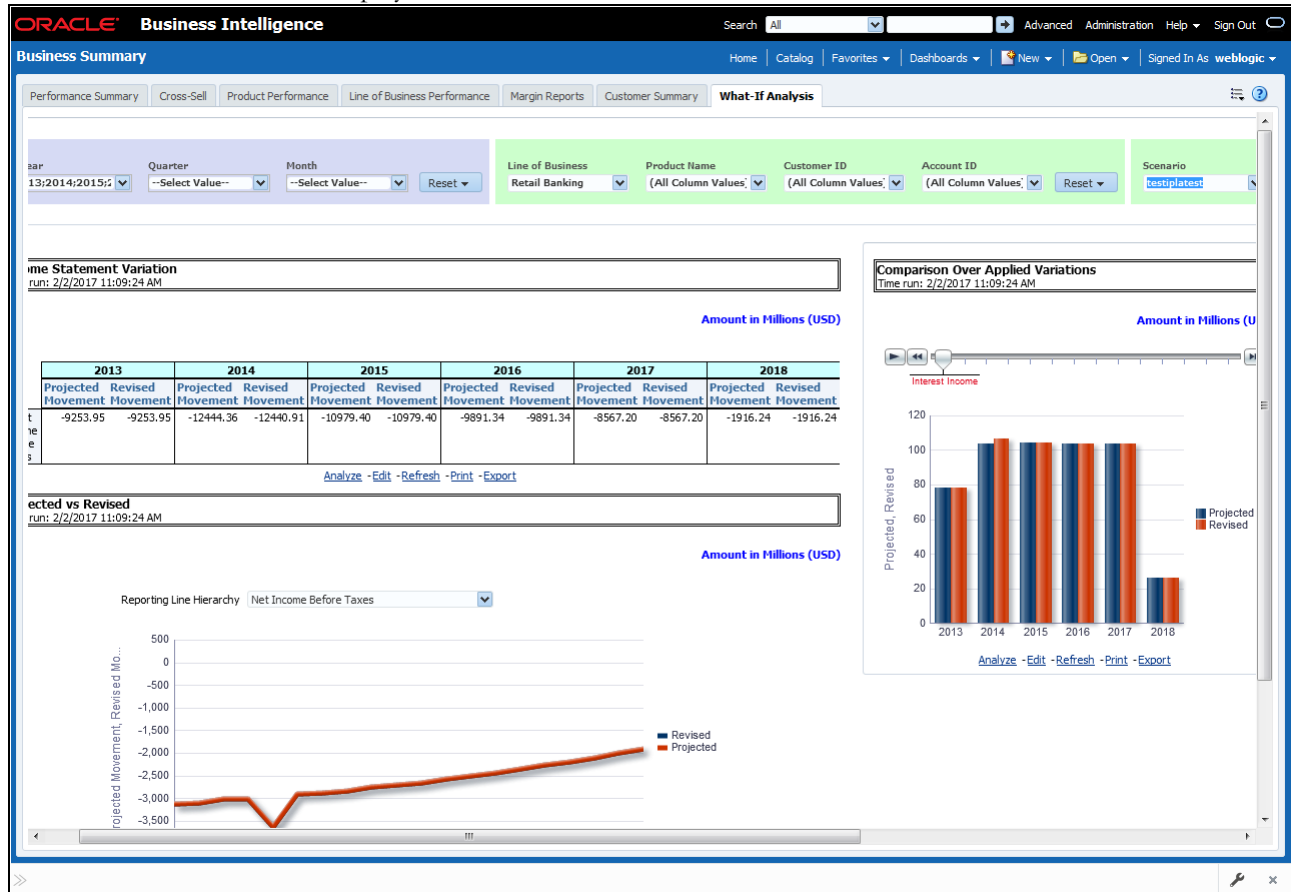 ORACLE Business Intelligence Search All Advanced Administration Help Sign Out
Business Summary Home Catalog Favorites Dashboards New Open Signed In As weblogic
Performance Summary Cross-Sell Product Performance Line of Business Performance Margin Reports Customer Summary What-If Analysis
ear Quarter Month Line of Business Product Name Customer ID Account ID Scenario
13;2014;2015;2 --Select Value-- --Select Value-- Reset Retail Banking (All Column Values) (All Column Values) (All Column Values) Reset testiplatest
ome Statement Variation
run: 2/2/2017 11:09:24 AM
Amount in Millions (USD)
2013 2014 2015 2016 2017 2018
Projected Revised Projected Revised Projected Revised Projected Revised Projected Revised Projected Revised
Movement Movement Movement Movement Movement Movement Movement Movement Movement Movement Movement Movement
t -9253.95 -9253.95 -12444.36 -12440.91 -10979.40 -10979.40 -9891.34 -9891.34 -8567.20 -8567.20 -1916.24 -1916.24
ne
e
s
Analyze -Edit -Refresh -Print -Export
ected vs Revised
run: 2/2/2017 11:09:24 AM
Amount in Millions (USD)
Reporting Line Hierarchy Net Income Before Taxes
rojected Movement, Revised Mo...
500
0
-500
-1,000
-1,500
-2,000
-2,500
-3,000
-3,500
Revised
Projected
Comparison Over Applied Variations
Time run: 2/2/2017 11:09:24 AM
Amount in Millions (U
Interest Income
Projected, Revised
120
100
80
60
40
20
0
2013 2014 2015 2016 2017 2018
Projected
Revised
Analyze -Edit -Refresh -Print -Export